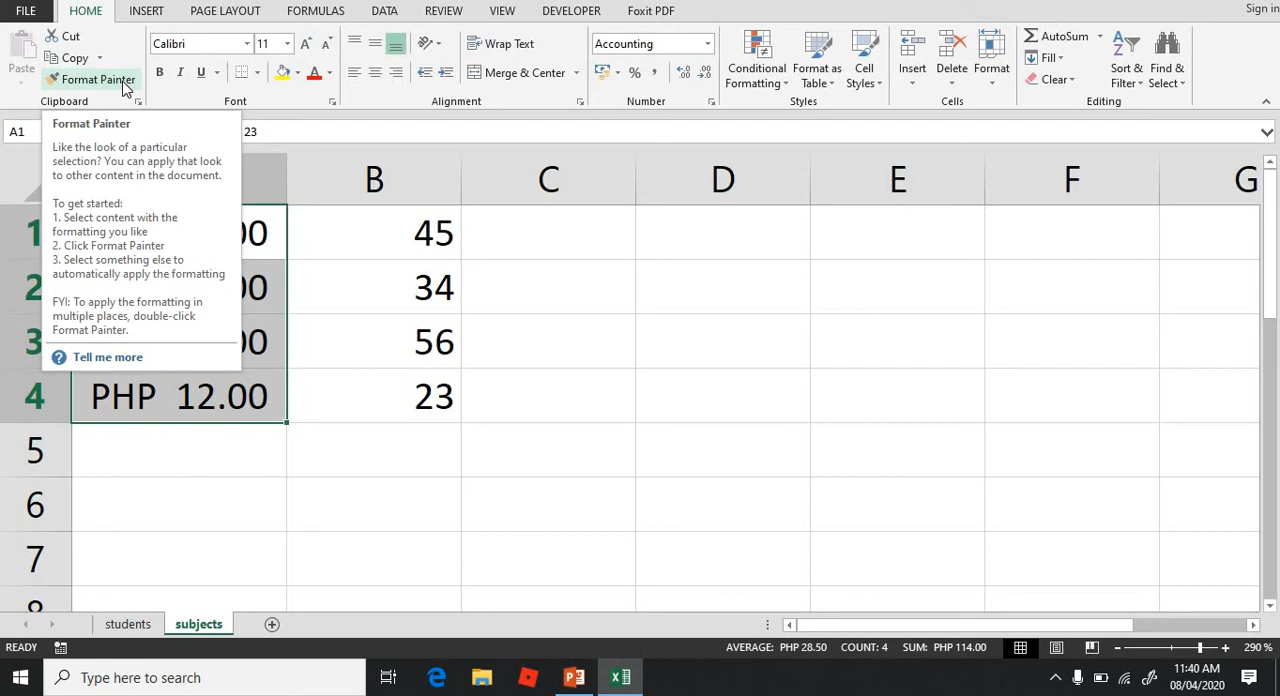 FILE HOME INSERT PAGE LAYOUT FORMULAS DATA REVIEW VIEW DEVELOPER Foxit PDF Sign in
Paste
Cut
Copy
Format Painter
Clipboard
Calibri 11
B I U A
Font
Wrap Text
Merge & Center
Alignment
Accounting
% ,
Number
Conditional Formatting
Format as Table
Cell Styles
Styles
Insert Delete Format
Cells
AutoSum
Fill
Clear
Sort & Filter
Find & Select
Editing
A1 23
Format Painter
Like the look of a particular
selection? You can apply that look
to other content in the document.
To get started:
1. Select content with the
formatting you like
2. Click Format Painter
3. Select something else to
automatically apply the formatting
FYI: To apply the formatting in
multiple places, double-click
Format Painter.
Tell me more
B C D E F G
1 45
2 34
3 56
4 PHP 12.00 23
5
6
7
8
students subjects
READY AVERAGE: PHP 28.50 COUNT: 4 SUM: PHP 114.00 290 %
Type here to search
11:40 AM
08/04/2020